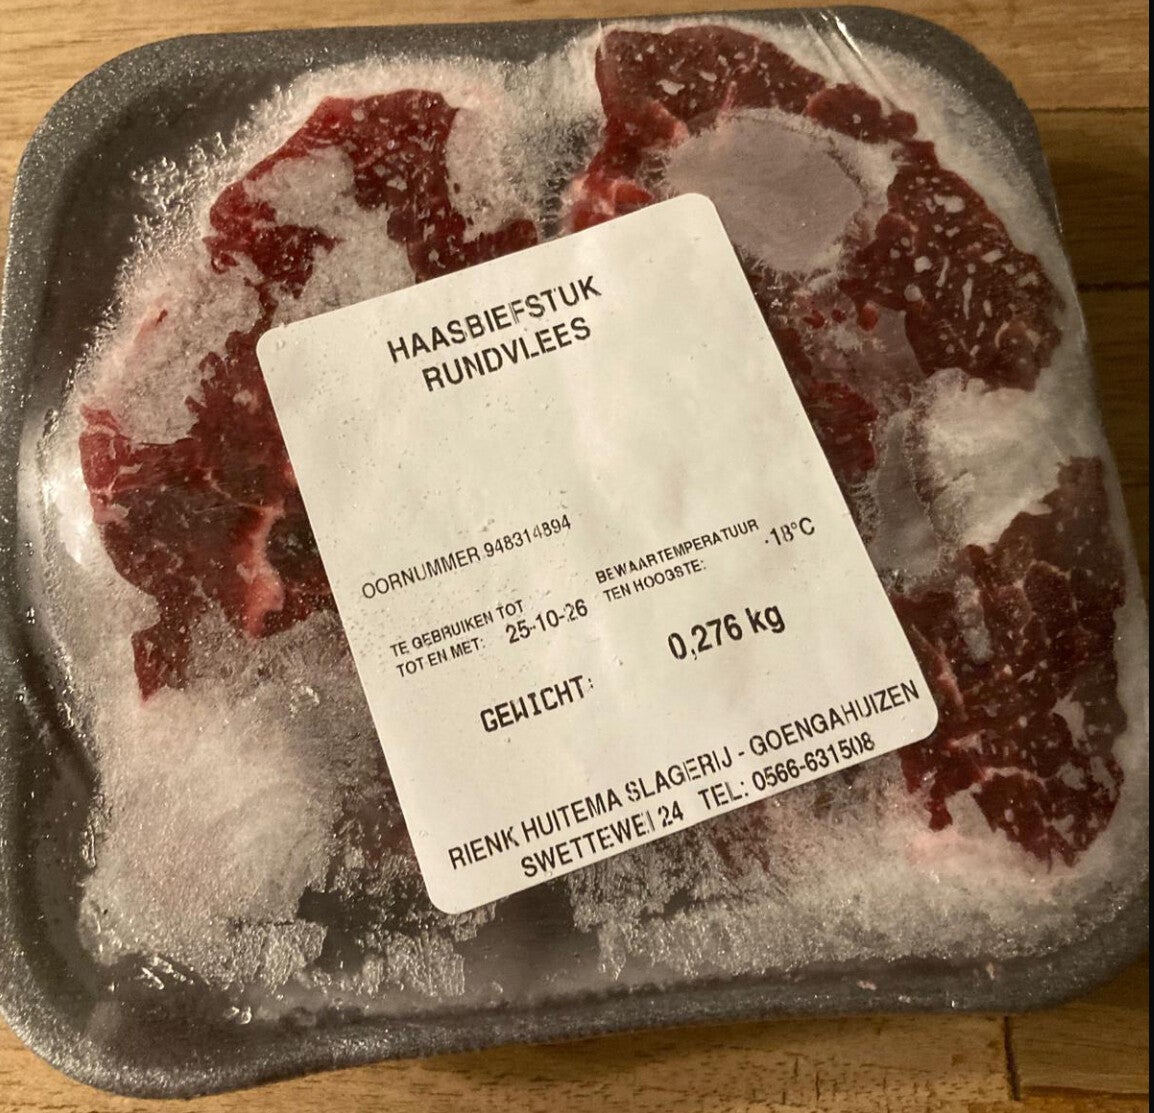 HAASBIEFSTUK
RUNDVLEES
OORNUMMER 948314894
TE GEBRUIKEN TOT
TOT EN MET: 25-10-26
BEWAARTEMPERATUUR
TEN HOOGSTE: -18°C
GEWICHT: 0,276 kg
RIENK HUITEMA SLAGERIJ - GOENGAHUIZEN
SWETTEWEI 24 TEL: 0566-631508